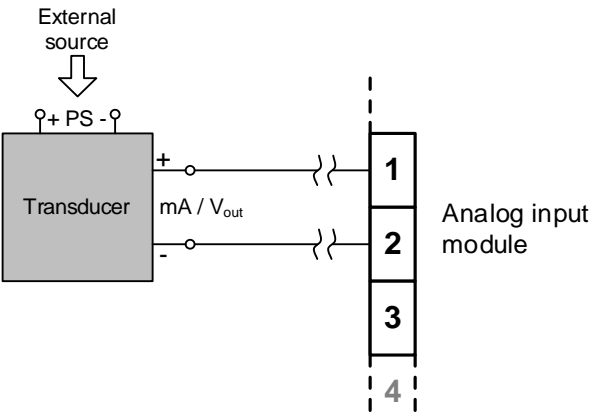 External
source
+ PS -
+
1
Transducer
mA / Vout
Analog input
module
2
-
3
4